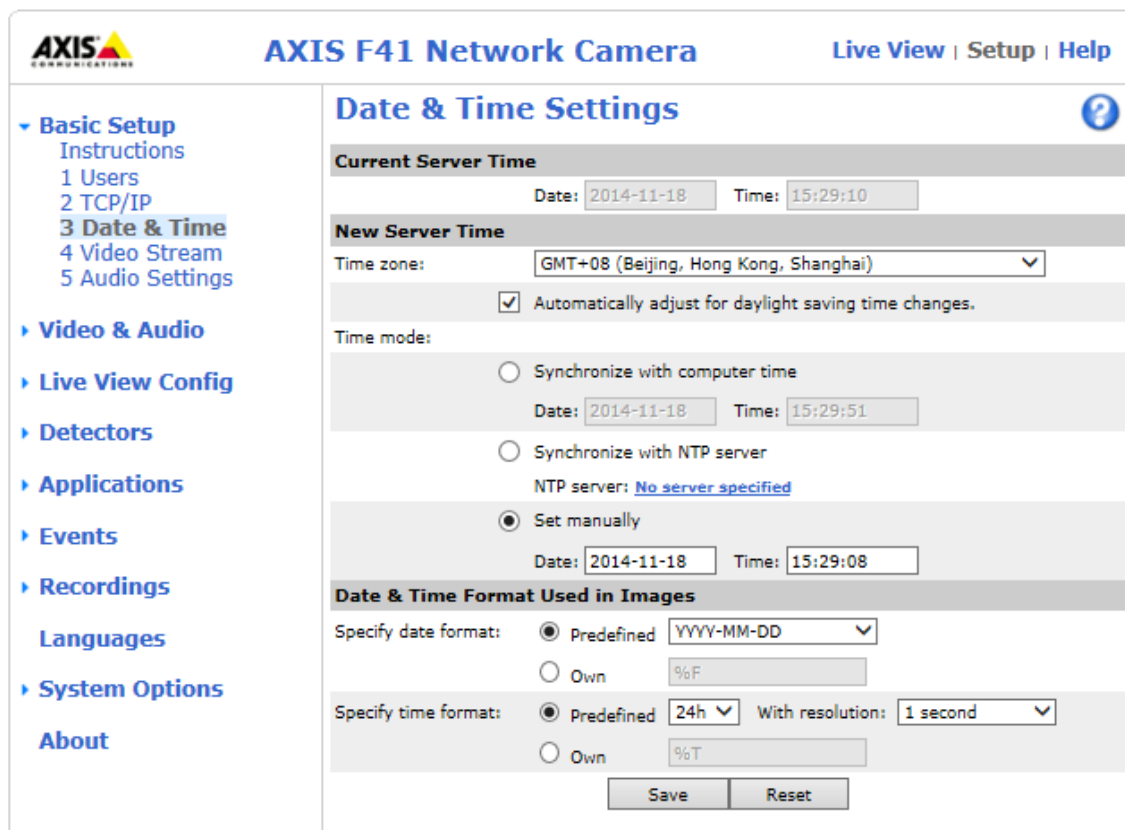 AXIS
COMMUNICATIONS
AXIS F41 Network Camera
Live View | Setup | Help
Basic Setup
Instructions
1 Users
2 TCP/IP
3 Date & Time
4 Video Stream
5 Audio Settings
Video & Audio
Live View Config
Detectors
Applications
Events
Recordings
Languages
System Options
About
Date & Time Settings
?
Current Server Time
Date: 2014-11-18 Time: 15:29:10
New Server Time
Time zone: GMT+08 (Beijing, Hong Kong, Shanghai)
Automatically adjust for daylight saving time changes.
Time mode:
Synchronize with computer time
Date: 2014-11-18 Time: 15:29:51
Synchronize with NTP server
NTP server: No server specified
Set manually
Date: 2014-11-18 Time: 15:29:08
Date & Time Format Used in Images
Specify date format: Predefined YYYY-MM-DD
Own %F
Specify time format: Predefined 24h With resolution: 1 second
Own %T
Save Reset